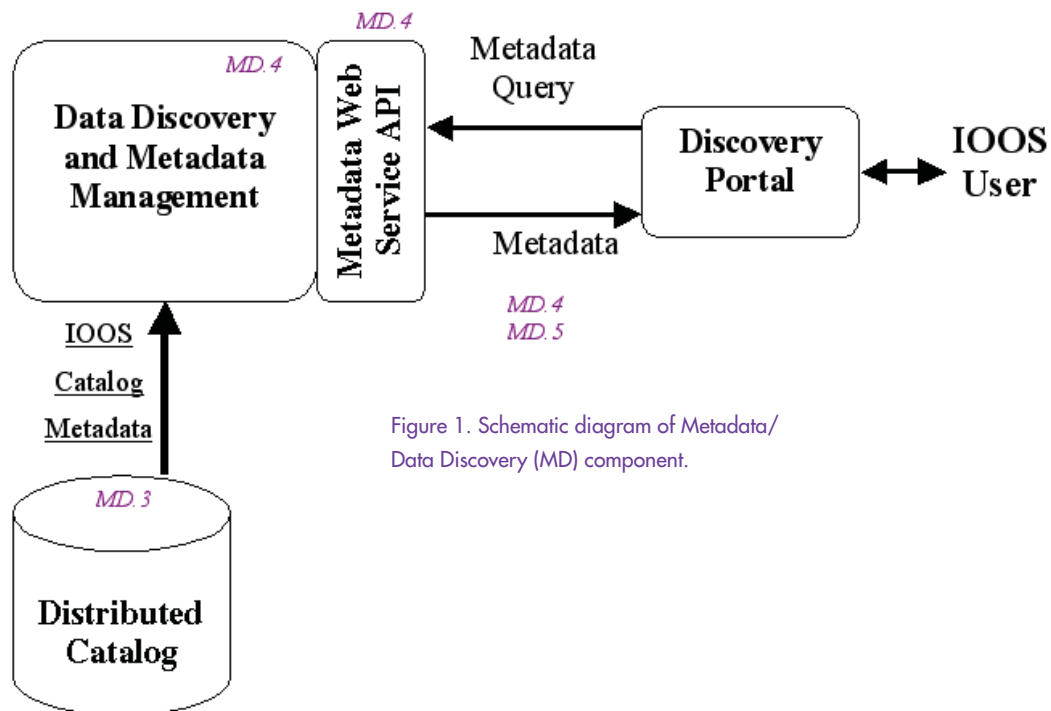 MD.4
MD.4
Data Discovery
and Metadata
Management
Metadata Web
Service API
Metadata
Query
Discovery
Portal
IOOS
User
Metadata
MD.4
MD.5
IOOS
Catalog
Metadata
Figure 1. Schematic diagram of Metadata/
Data Discovery (MD) component.
MD.3
Distributed
Catalog